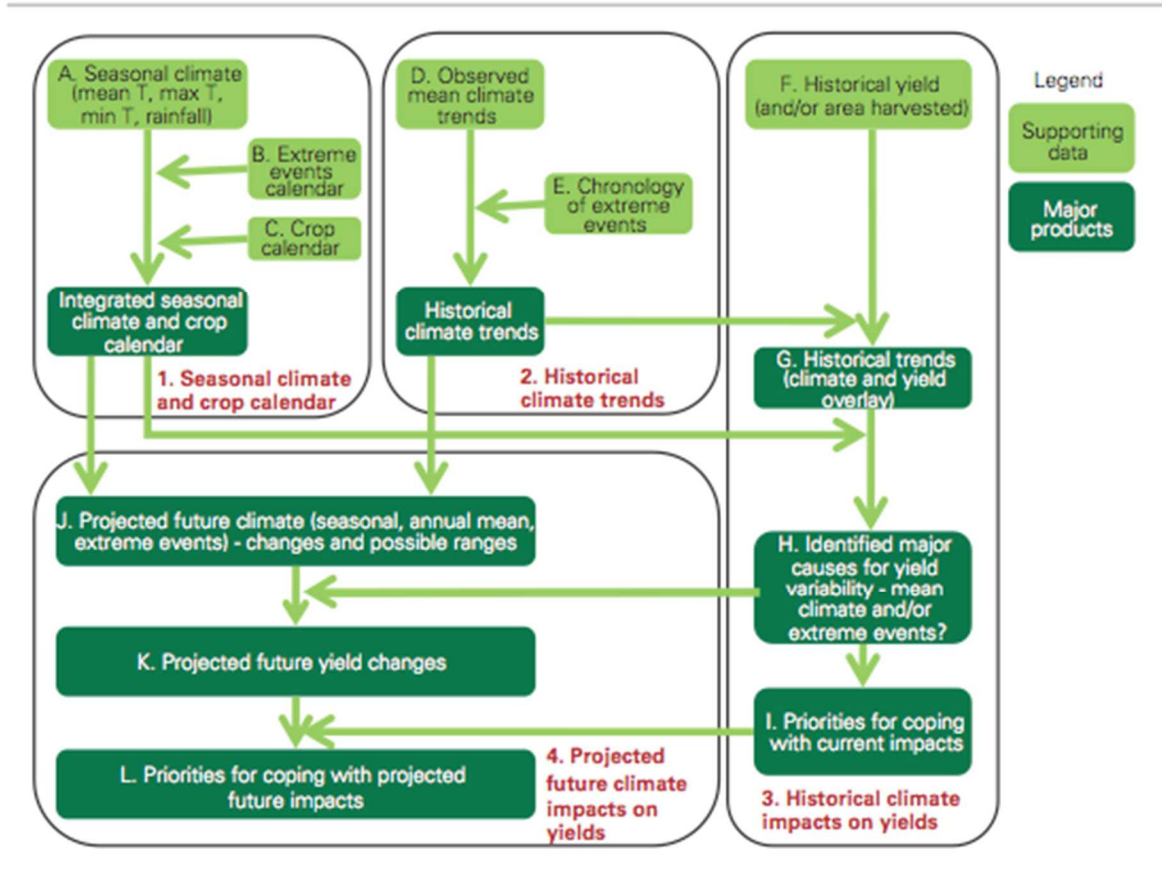 A. Seasonal climate
(mean T, max T,
min T, rainfall)
B. Extreme
events
calendar
C. Crop
calendar
Integrated seasonal
climate and crop
calendar
1. Seasonal climate
and crop calendar
D. Observed
mean climate
trends
E. Chronology
of extreme
events
Historical
climate trends
2. Historical
climate trends
F. Historical yield
(and/or area harvested)
G. Historical trends
(climate and yield
overlay)
H. Identified major
causes for yield
variability - mean
climate and/or
extreme events?
I. Priorities for coping
with current impacts
3. Historical climate
impacts on yields
J. Projected future climate (seasonal, annual mean,
extreme events) - changes and possible ranges
K. Projected future yield changes
L. Priorities for coping with projected
future impacts
4. Projected
future climate
impacts on
yields
Legend
Supporting
data
Major
products